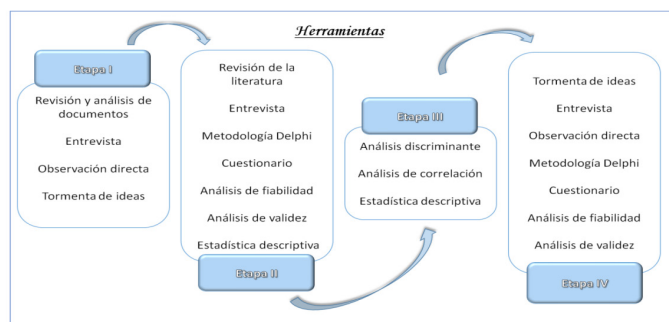 Herramientas
Etapa I
Revisión y análisis de
documentos
Entrevista
Observación directa
Tormenta de ideas
Revisión de la
literatura
Entrevista
Metodología Delphi
Cuestionario
Análisis de fiabilidad
Análisis de validez
Estadística descriptiva
Etapa II
Etapa III
Análisis discriminante
Análisis de correlación
Estadística descriptiva
Tormenta de ideas
Entrevista
Observación directa
Metodología Delphi
Cuestionario
Análisis de fiabilidad
Análisis de validez
Etapa IV